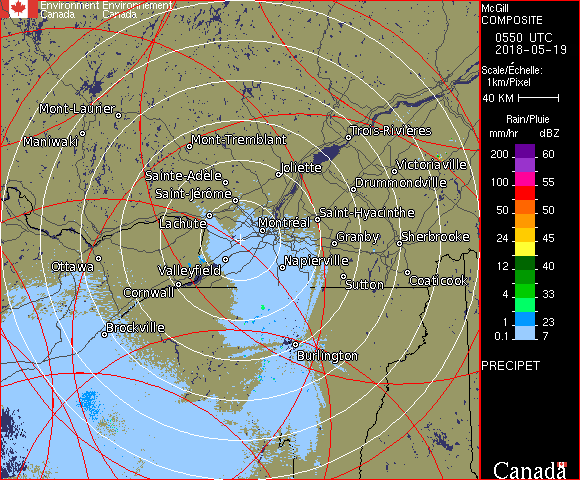 Environment Environnement
Canada Canada
McGill
COMPOSITE
0550 UTC
2018-05-19
Scale/Échelle:
1km/Pixel
40 KM
Rain/Pluie
mm/hr dBZ
200 60
65
100 55
50 50
24 45
12 40
8 33
4 33
1 23
0.1 7
PRECIPET
Canada
Mont-Laurier
Maniwaki
Mont-Tremblant
Trois-Rivières
Victoriaville
Joliette
Drummondville
Sainte-Adèle
Saint-Jérôme
Lachute
Montréal
Saint-Hyacinthe
Granby
Sherbrooke
Ottawa
Valleyfield
Napierville
Sutton
Coaticook
Cornwall
Brockville
Burlington